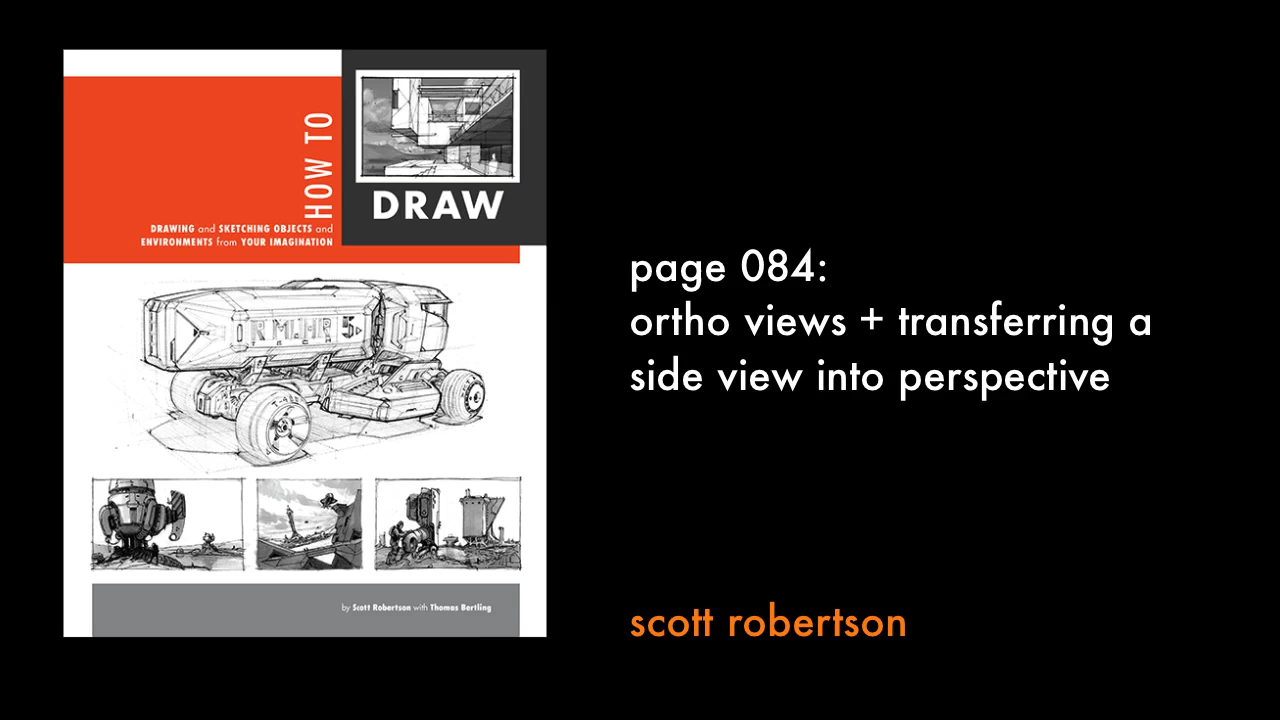 HOW TO
DRAW
DRAWING and SKETCHING OBJECTS and
ENVIRONMENTS from YOUR IMAGINATION
by Scott Robertson with Thomas Bertling
page 084:
ortho views + transferring a
side view into perspective
scott robertson